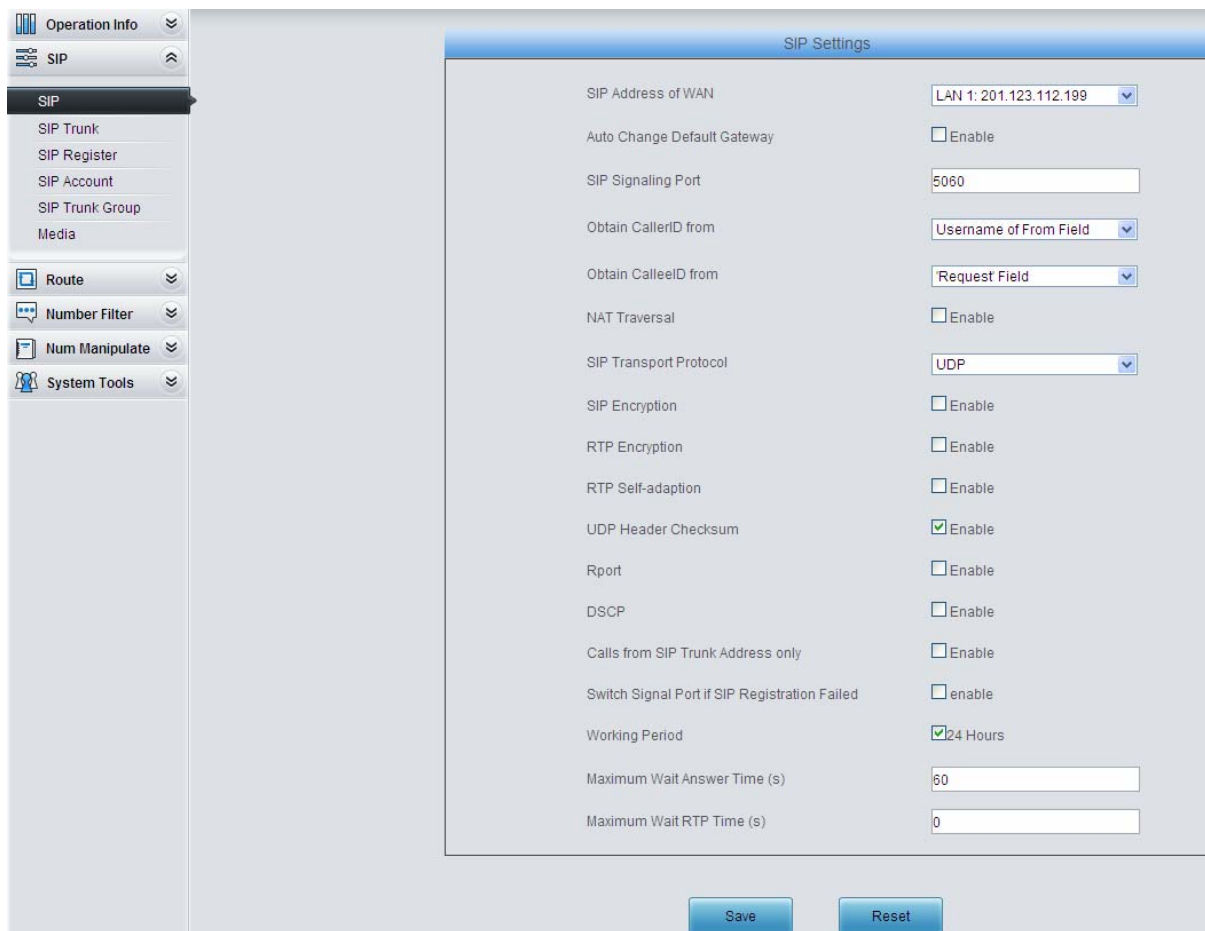 Operation Info
SIP
SIP
SIP Trunk
SIP Register
SIP Account
SIP Trunk Group
Media
Route
Number Filter
Num Manipulate
System Tools
SIP Settings
SIP Address of WAN LAN 1: 201.123.112.199
Auto Change Default Gateway Enable
SIP Signaling Port 5060
Obtain CallerID from Username of From Field
Obtain CalleeID from 'Request' Field
NAT Traversal Enable
SIP Transport Protocol UDP
SIP Encryption Enable
RTP Encryption Enable
RTP Self-adaption Enable
UDP Header Checksum Enable
Rport Enable
DSCP Enable
Calls from SIP Trunk Address only Enable
Switch Signal Port if SIP Registration Failed enable
Working Period 24 Hours
Maximum Wait Answer Time (s) 60
Maximum Wait RTP Time (s) 0
Save Reset